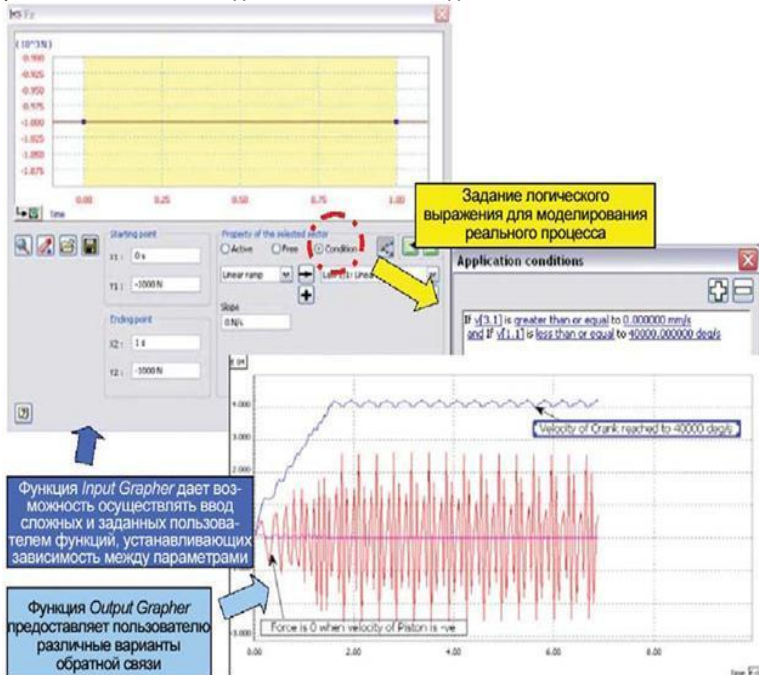 Fy
(10^3N)
-0.900
-0.925
-0.950
-0.975
-1.000
-1.025
-1.050
-1.075
0.00 0.25 0.50 0.75 1.00
time
Starting point
X1 : 0 s
Y1 : -1000 N
Ending point
X2 : 1 s
Y2 : -1000 N
Property of the selected sector
Active Free Condition
Linear ramp
Slope
0 N/s
Задание логического
выражения для моделирования
реального процесса
Application conditions
If v[3.1] is greater than or equal to 0.000000 mm/s
and If v[1.1] is less than or equal to 40000.000000 deg/s
4.000
3.000
2.000
Velocity of Crank reached to 40000 deg/s
Force is 0 when velocity of Piston is -ve
-3.000
0.00 2.00 4.00 6.00 8.00
Функция Input Grapher дает воз-
можность осуществлять ввод
сложных и заданных пользова-
телем функций, устанавливающих
зависимость между параметрами
Функция Output Grapher
предоставляет пользователю
различные варианты
обратной связи